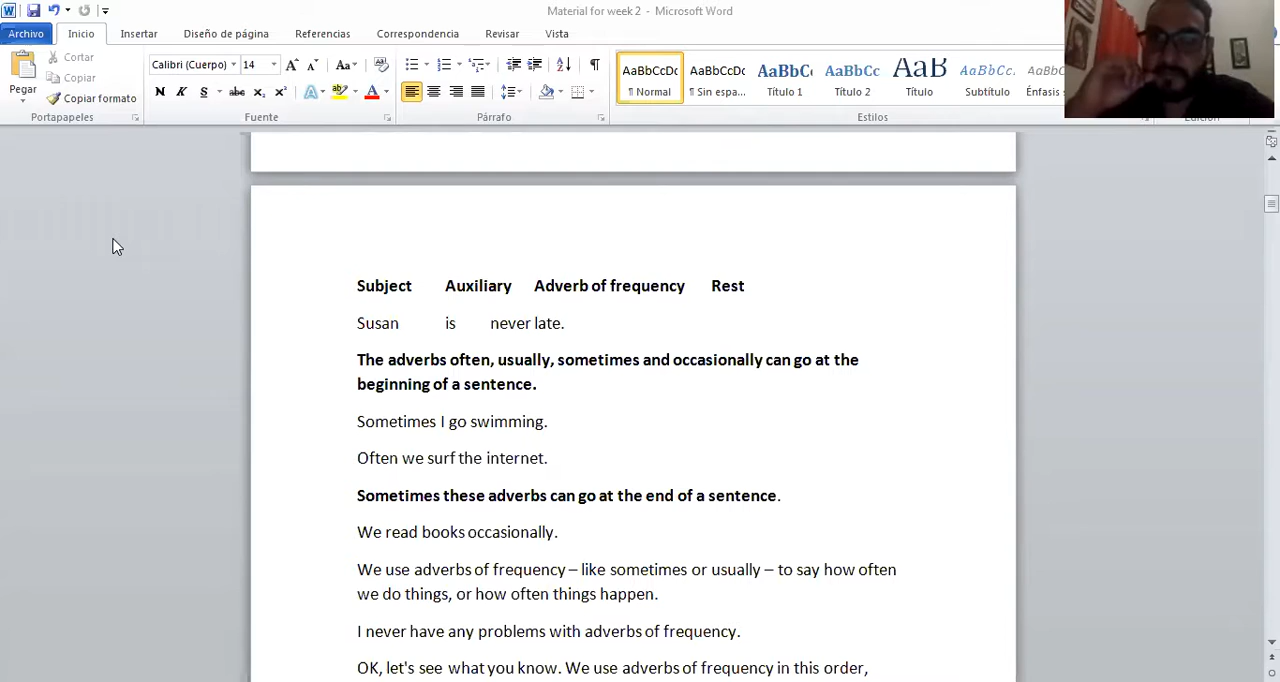 Material for week 2 - Microsoft Word
Archivo Inicio Insertar Diseño de página Referencias Correspondencia Revisar Vista
Pegar Cortar Copiar Copiar formato
Calibri (Cuerpo) 14
AaBbCcDc AaBbCcDc AaBbC AaBbCc AaB AaBbCc. AaBbC
¶ Normal ¶ Sin espa... Título 1 Título 2 Título Subtítulo Énfasis
Portapapeles Fuente Párrafo Estilos
Subject Auxiliary Adverb of frequency Rest
Susan is never late.
The adverbs often, usually, sometimes and occasionally can go at the
beginning of a sentence.
Sometimes I go swimming.
Often we surf the internet.
Sometimes these adverbs can go at the end of a sentence.
We read books occasionally.
We use adverbs of frequency – like sometimes or usually – to say how often
we do things, or how often things happen.
I never have any problems with adverbs of frequency.
OK, let's see what you know. We use adverbs of frequency in this order,